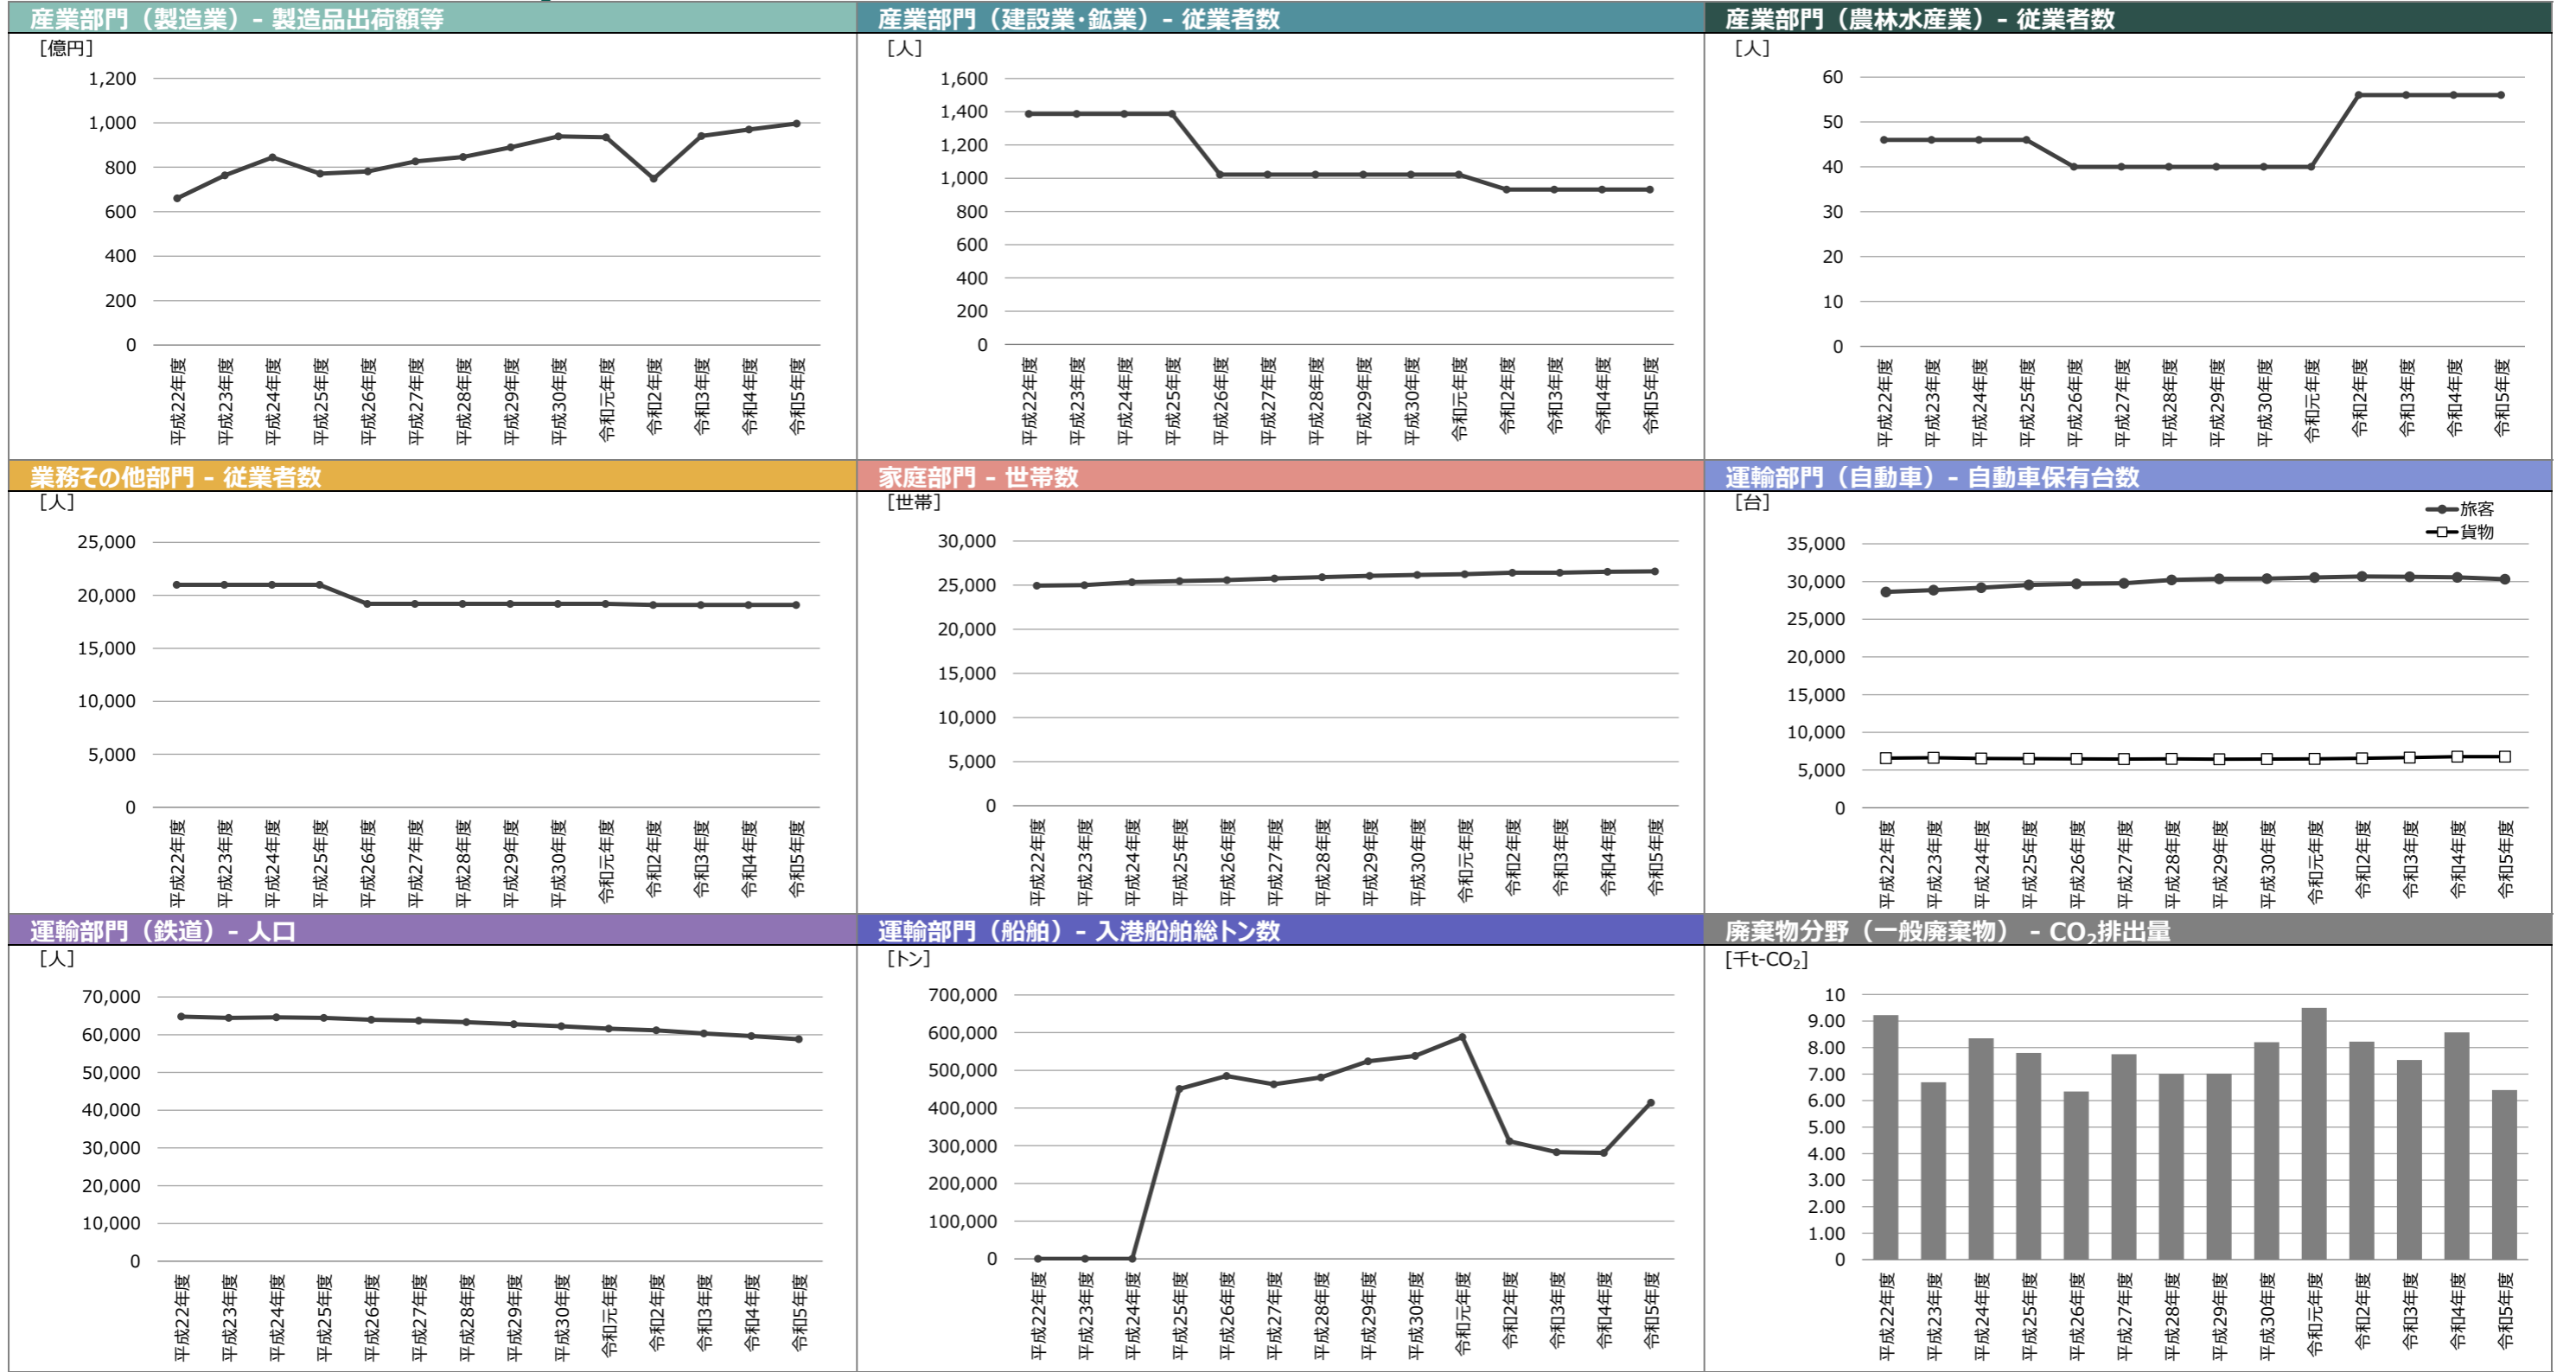 産業部門（製造業）- 製造品出荷額等
[億円]
1,200
1,000
800
600
400
200
0
平成22年度 平成23年度 平成24年度 平成25年度 平成26年度 平成27年度 平成28年度 平成29年度 平成30年度 令和元年度 令和2年度 令和3年度 令和4年度 令和5年度
産業部門（建設業･鉱業）- 従業者数
[人]
1,600
1,400
1,200
1,000
800
600
400
200
0
平成22年度 平成23年度 平成24年度 平成25年度 平成26年度 平成27年度 平成28年度 平成29年度 平成30年度 令和元年度 令和2年度 令和3年度 令和4年度 令和5年度
産業部門（農林水産業）- 従業者数
[人]
60
50
40
30
20
10
0
平成22年度 平成23年度 平成24年度 平成25年度 平成26年度 平成27年度 平成28年度 平成29年度 平成30年度 令和元年度 令和2年度 令和3年度 令和4年度 令和5年度
業務その他部門 - 従業者数
[人]
25,000
20,000
15,000
10,000
5,000
0
平成22年度 平成23年度 平成24年度 平成25年度 平成26年度 平成27年度 平成28年度 平成29年度 平成30年度 令和元年度 令和2年度 令和3年度 令和4年度 令和5年度
家庭部門 - 世帯数
[世帯]
30,000
25,000
20,000
15,000
10,000
5,000
0
平成22年度 平成23年度 平成24年度 平成25年度 平成26年度 平成27年度 平成28年度 平成29年度 平成30年度 令和元年度 令和2年度 令和3年度 令和4年度 令和5年度
運輸部門（自動車）- 自動車保有台数
[台]
旅客
貨物
35,000
30,000
25,000
20,000
15,000
10,000
5,000
0
平成22年度 平成23年度 平成24年度 平成25年度 平成26年度 平成27年度 平成28年度 平成29年度 平成30年度 令和元年度 令和2年度 令和3年度 令和4年度 令和5年度
運輸部門（鉄道）- 人口
[人]
70,000
60,000
50,000
40,000
30,000
20,000
10,000
0
平成22年度 平成23年度 平成24年度 平成25年度 平成26年度 平成27年度 平成28年度 平成29年度 平成30年度 令和元年度 令和2年度 令和3年度 令和4年度 令和5年度
運輸部門（船舶）- 入港船舶総トン数
[トン]
700,000
600,000
500,000
400,000
300,000
200,000
100,000
0
平成22年度 平成23年度 平成24年度 平成25年度 平成26年度 平成27年度 平成28年度 平成29年度 平成30年度 令和元年度 令和2年度 令和3年度 令和4年度 令和5年度
廃棄物分野（一般廃棄物） - CO₂排出量
[千t-CO₂]
10
9.00
8.00
7.00
6.00
5.00
4.00
3.00
2.00
1.00
0
平成22年度 平成23年度 平成24年度 平成25年度 平成26年度 平成27年度 平成28年度 平成29年度 平成30年度 令和元年度 令和2年度 令和3年度 令和4年度 令和5年度